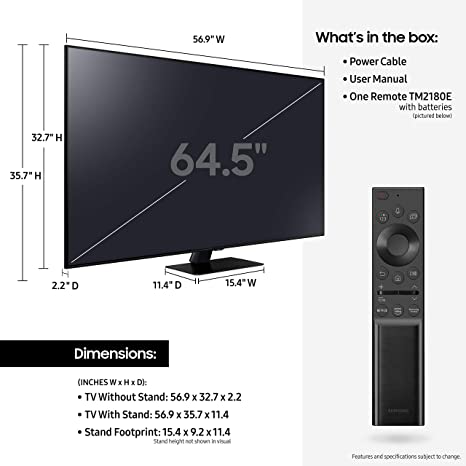 56.9" W
What's in the box:
• Power Cable
• User Manual
• One Remote TM2180E
with batteries
(pictured below)
32.7" H
35.7" H
64.5"
2.2" D
11.4" D
15.4" W
SAMSUNG
Dimensions:
(INCHES W x H x D):
• TV Without Stand: 56.9 x 32.7 x 2.2
• TV With Stand: 56.9 x 35.7 x 11.4
• Stand Footprint: 15.4 x 9.2 x 11.4
Stand height not shown in visual
Features and specifications subject to change.